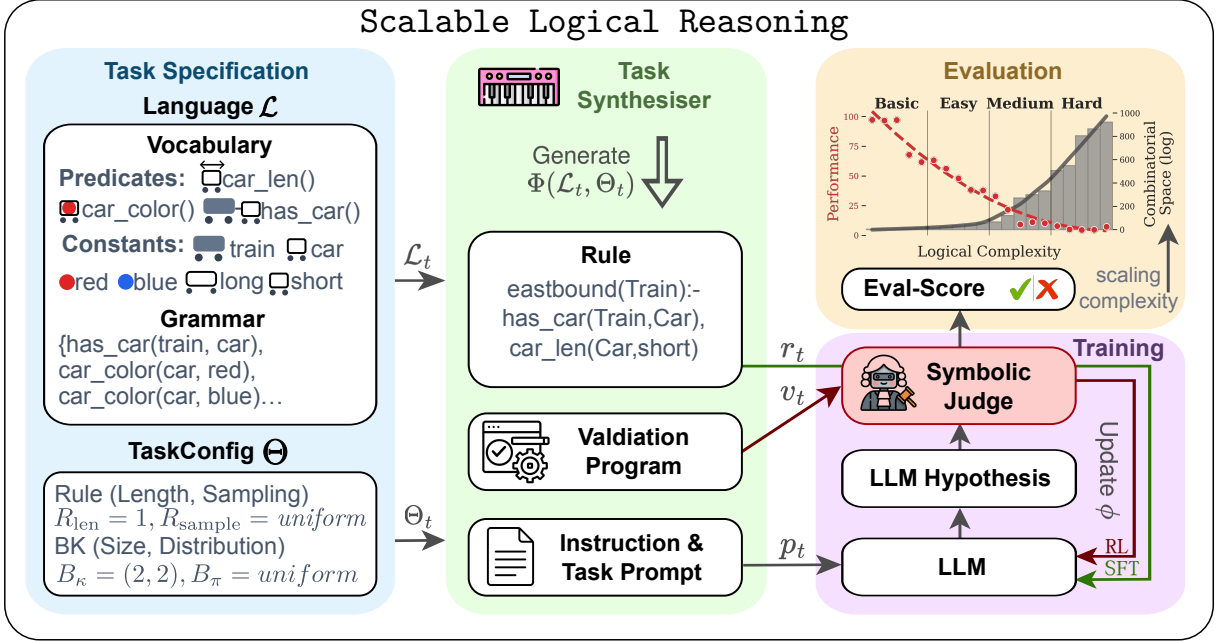 Scalable Logical Reasoning
Task Specification
Language ℒ
Vocabulary
Predicates: car_len()
car_color() has_car()
Constants: train car
red blue long short
Grammar
{has_car(train, car),
car_color(car, red),
car_color(car, blue)...
TaskConfig Θ
Rule (Length, Sampling)
R_len = 1, R_sample = uniform
BK (Size, Distribution)
B_κ = (2, 2), B_π = uniform
ℒ_t
Θ_t
Task
Synthesiser
Generate
Φ(ℒ_t, Θ_t)
Rule
eastbound(Train):-
has_car(Train,Car),
car_len(Car,short)
Valdiation
Program
Instruction &
Task Prompt
r_t
v_t
p_t
Evaluation
Basic Easy Medium Hard
Performance
100
75
50
25
0
Logical Complexity
1000
800
600
400
200
0
Combinatorial
Space (log)
scaling
complexity
Eval-Score
Training
Symbolic
Judge
LLM Hypothesis
LLM
Update ϕ
RL
SFT